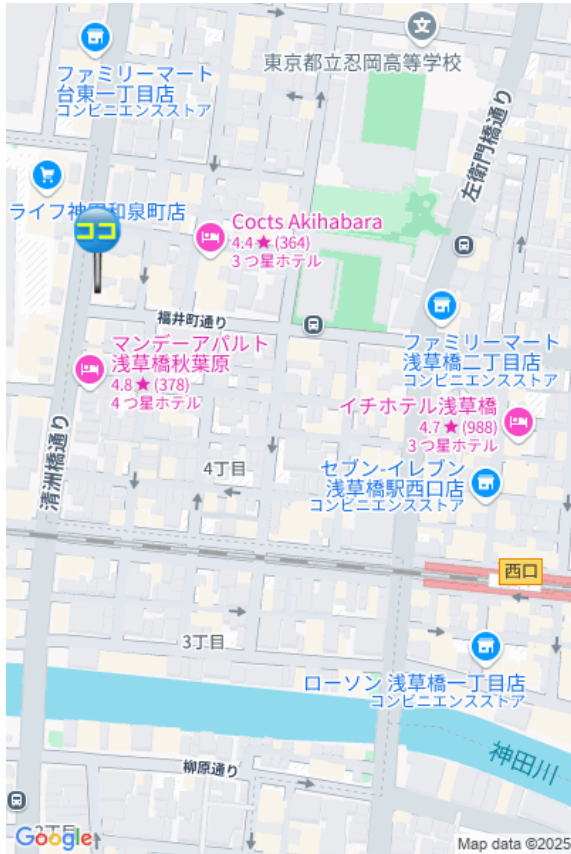 東京都立忍岡高等学校
ファミリーマート
台東一丁目店
コンビニエンスストア
左衛門橋通り
ライフ神田和泉町店
ココ
Cocts Akihabara
4.4★(364)
3つ星ホテル
福井町通り
マンデーアパルト
浅草橋秋葉原
4.8★(378)
4つ星ホテル
ファミリーマート
浅草橋二丁目店
コンビニエンスストア
イチホテル浅草橋
4.7★(988)
3つ星ホテル
清洲橋通り
4丁目
セブン-イレブン
浅草橋駅西口店
コンビニエンスストア
西口
3丁目
ローソン 浅草橋一丁目店
コンビニエンスストア
神田川
柳原通り
2丁目
Google
Map data ©2025